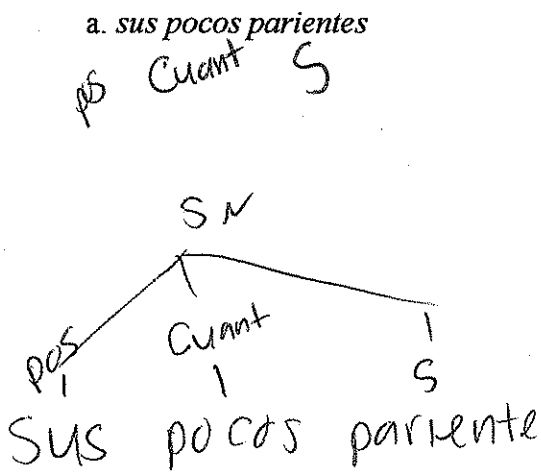 a. sus pocos parientes
pos Cuant S
SN
pos Cuant S
Sus pocos pariente